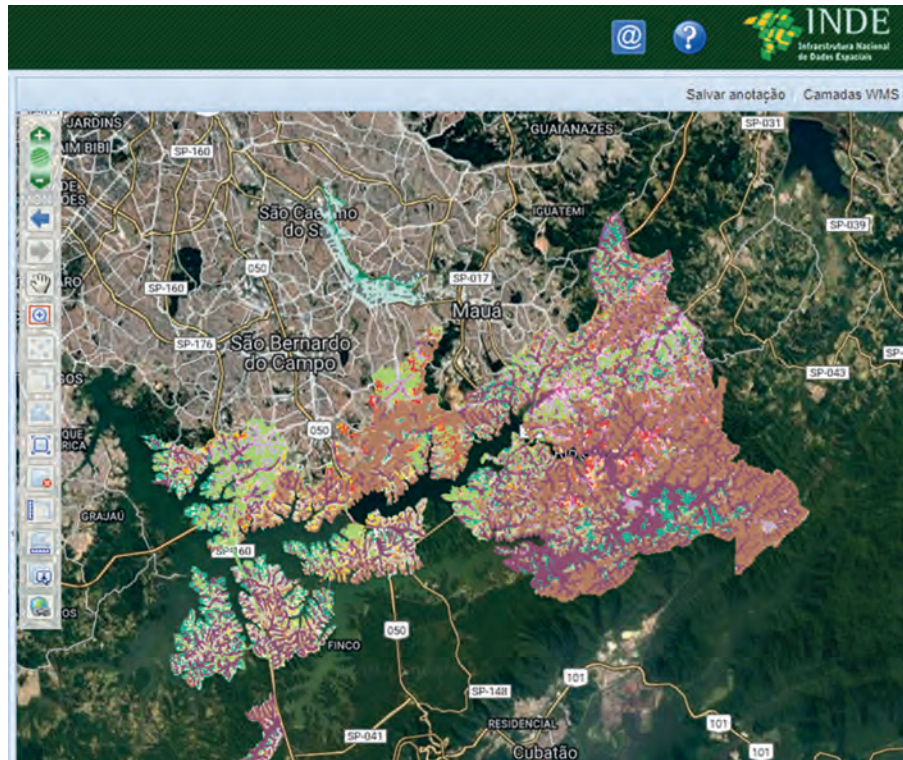 INDE
Infraestrutura Nacional
de Dados Espaciais
Salvar anotação
Camadas WMS
JARDINS
SP-160
GUAIANAZES
SP-031
São Caetano
do S
IGUATEMI
SP-039
050
SP-160
SP-017
Mauá
SP-176
São Bernardo
do Campo
SP-043
050
GRAJAÚ
SP-160
050
FINCO
SP-148
101
RESIDENCIAL
101
SP-041
Cubatão
101